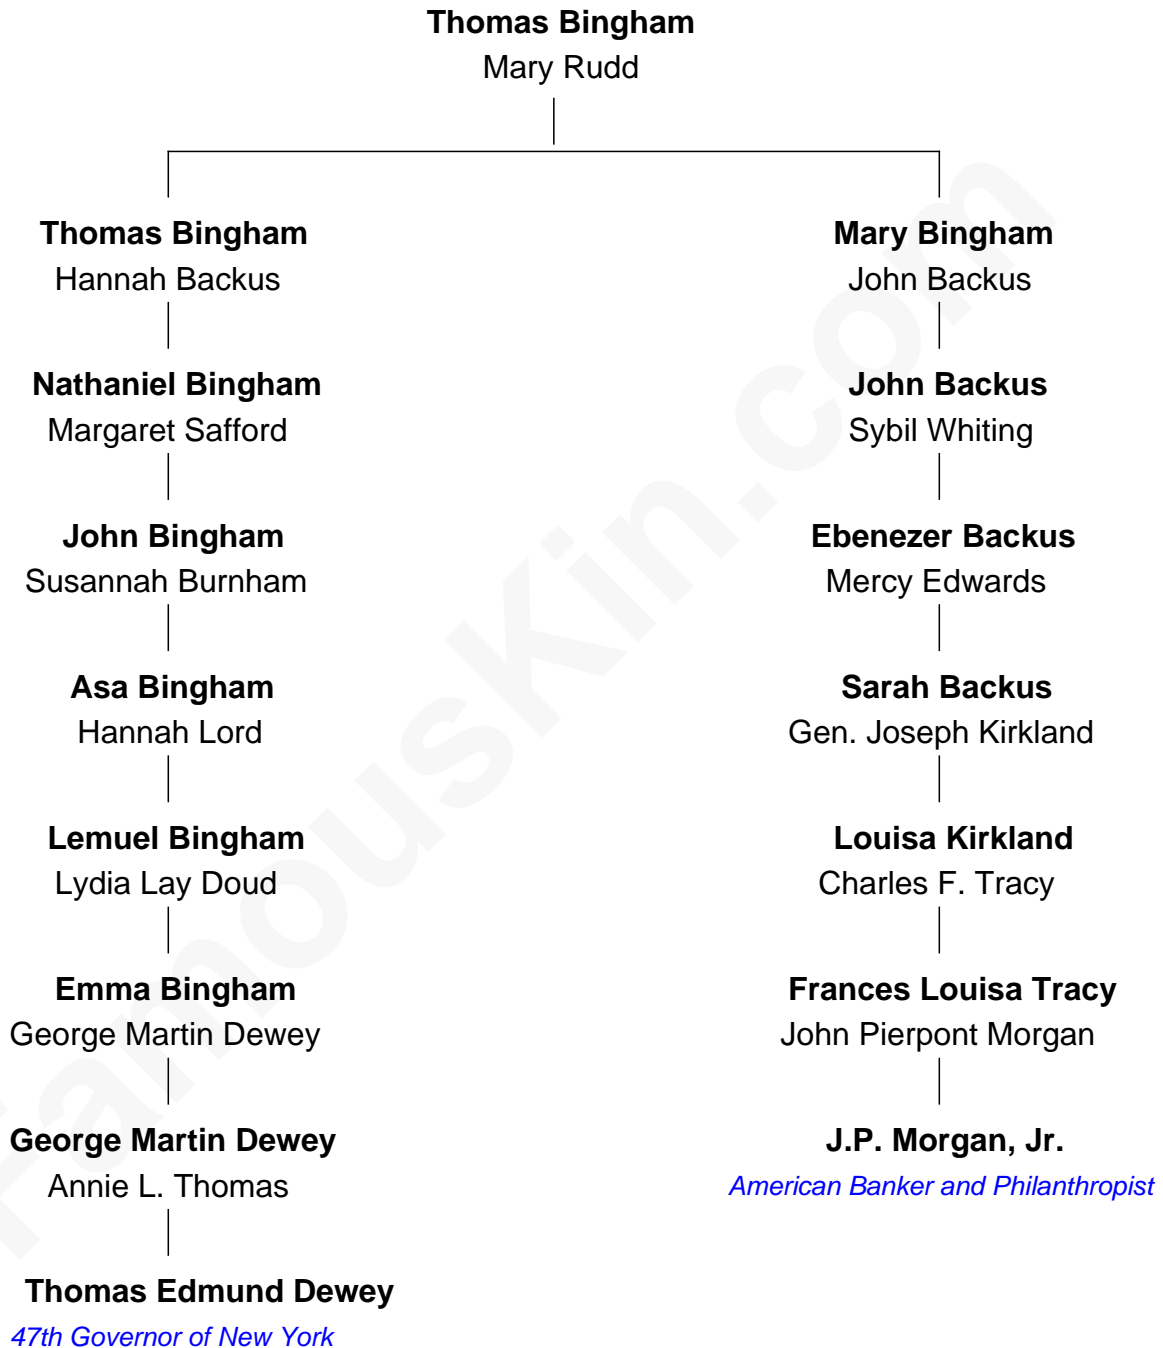 Thomas Bingham
Mary Rudd
Thomas Bingham
Hannah Backus
Nathaniel Bingham
Margaret Safford
John Bingham
Susannah Burnham
Asa Bingham
Hannah Lord
Lemuel Bingham
Lydia Lay Doud
Emma Bingham
George Martin Dewey
George Martin Dewey
Annie L. Thomas
Thomas Edmund Dewey
47th Governor of New York
Mary Bingham
John Backus
John Backus
Sybil Whiting
Ebenezer Backus
Mercy Edwards
Sarah Backus
Gen. Joseph Kirkland
Louisa Kirkland
Charles F. Tracy
Frances Louisa Tracy
John Pierpont Morgan
J.P. Morgan, Jr.
American Banker and Philanthropist
FamousKin.com